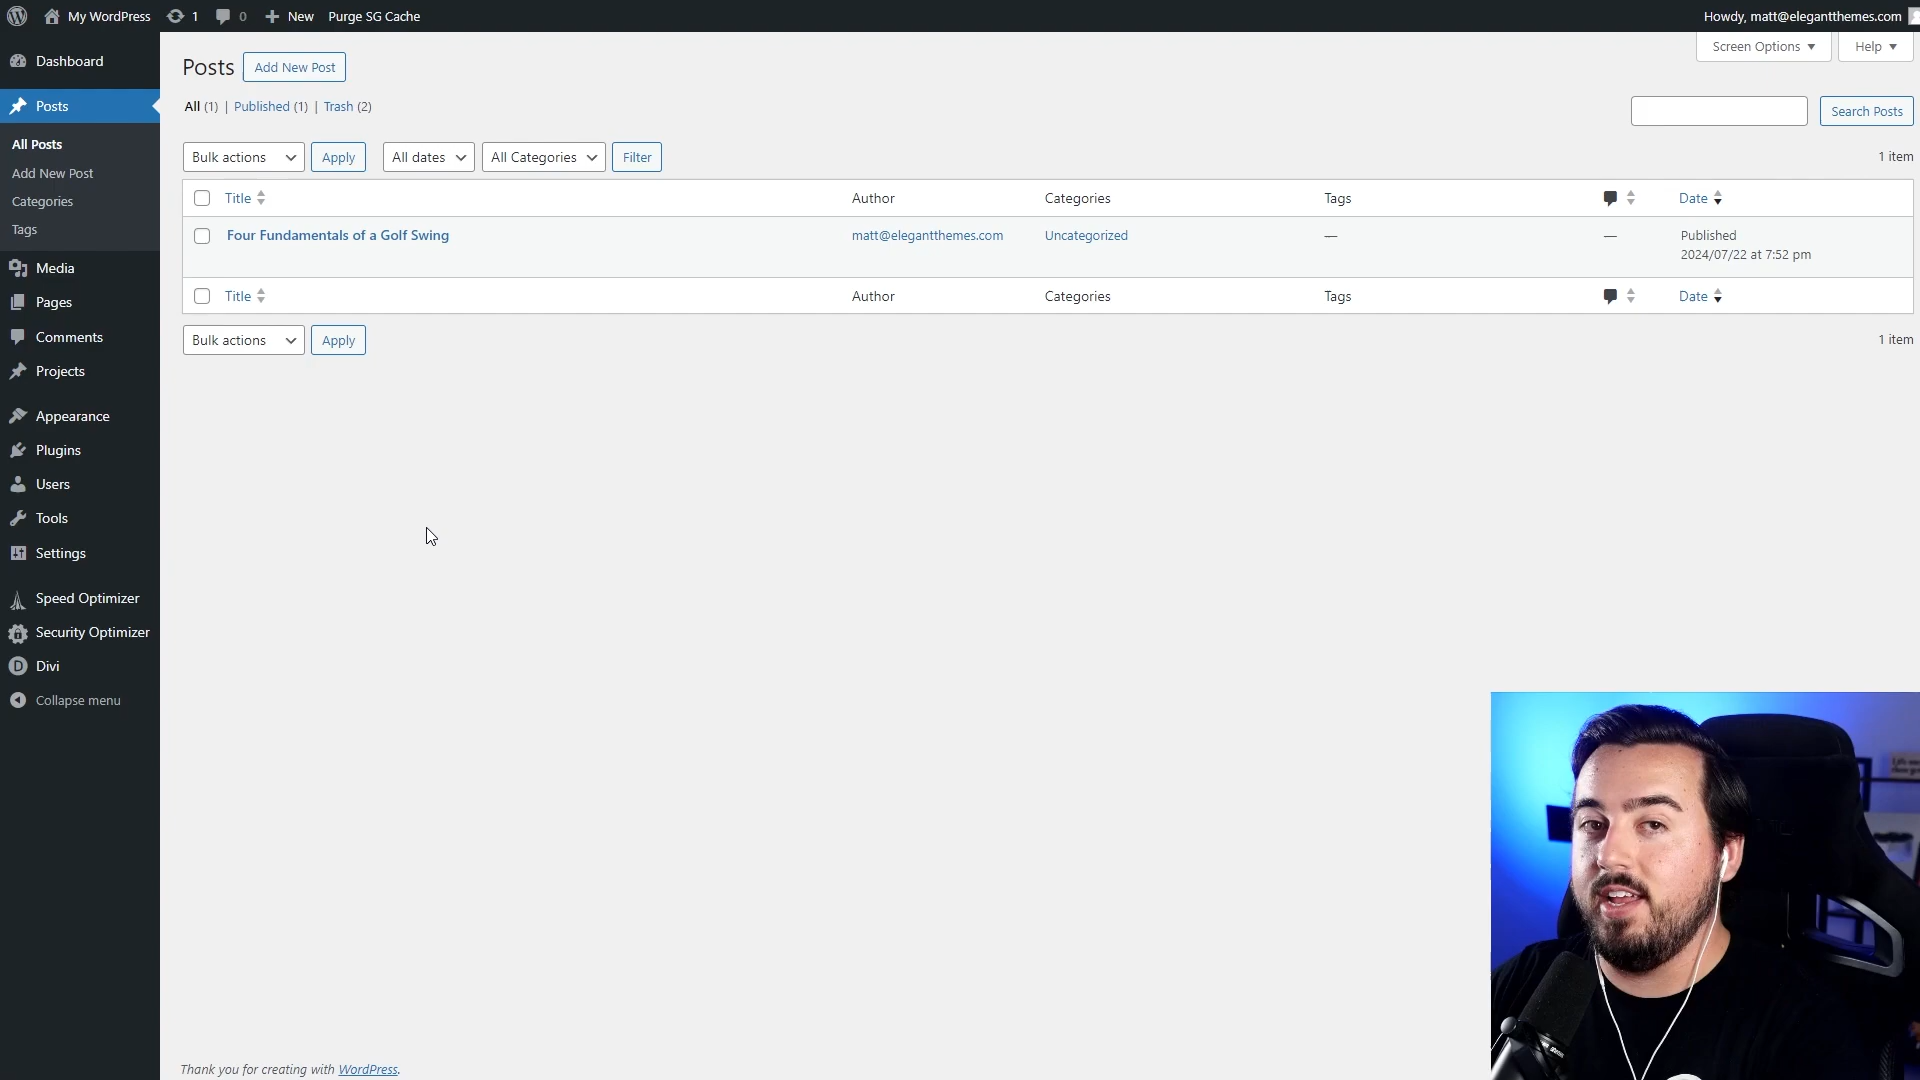 My WordPress 1 0 New Purge SG Cache Howdy, matt@elegantthemes.com
Screen Options Help
Dashboard
Posts
All Posts
Add New Post
Categories
Tags
Media
Pages
Comments
Projects
Appearance
Plugins
Users
Tools
Settings
Speed Optimizer
Security Optimizer
Divi
Collapse menu
Posts Add New Post
All (1) | Published (1) | Trash (2)
Search Posts
Bulk actions Apply All dates All Categories Filter 1 item
Title Author Categories Tags Date
Four Fundamentals of a Golf Swing matt@elegantthemes.com Uncategorized — — Published
2024/07/22 at 7:52 pm
Title Author Categories Tags Date
Bulk actions Apply 1 item
Thank you for creating with WordPress.